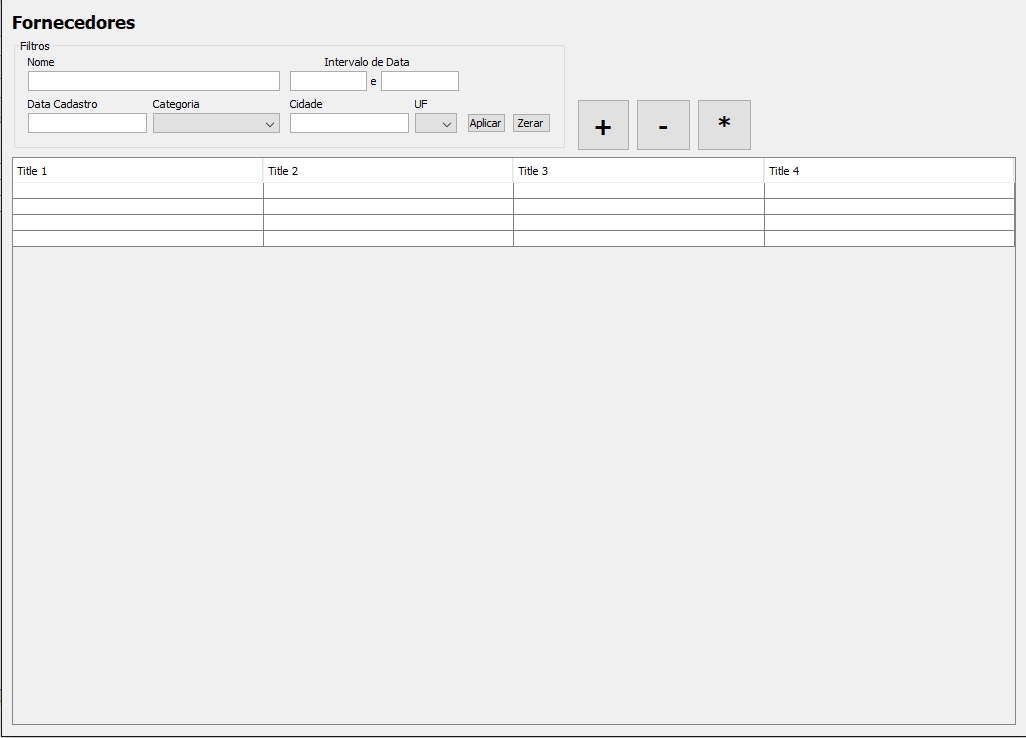 Fornecedores
Filtros
Nome Intervalo de Data
e
Data Cadastro Categoria Cidade UF
Aplicar Zerar
+ - *
Title 1 Title 2 Title 3 Title 4